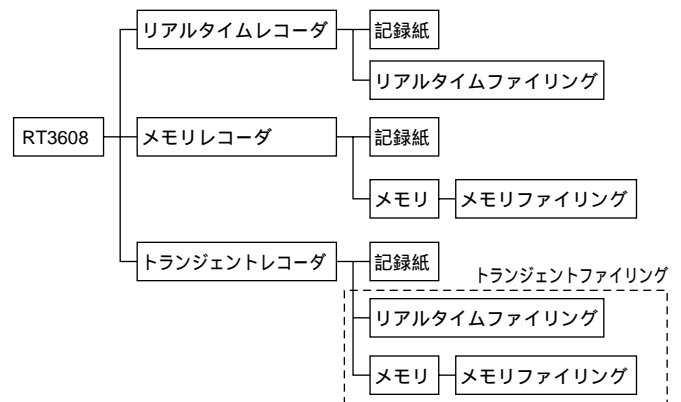 リアルタイムレコーダ
記録紙
リアルタイムファイリング
RT3608
メモリレコーダ
記録紙
メモリ
メモリファイリング
トランジェントレコーダ
記録紙
トランジェントファイリング
リアルタイムファイリング
メモリ
メモリファイリング